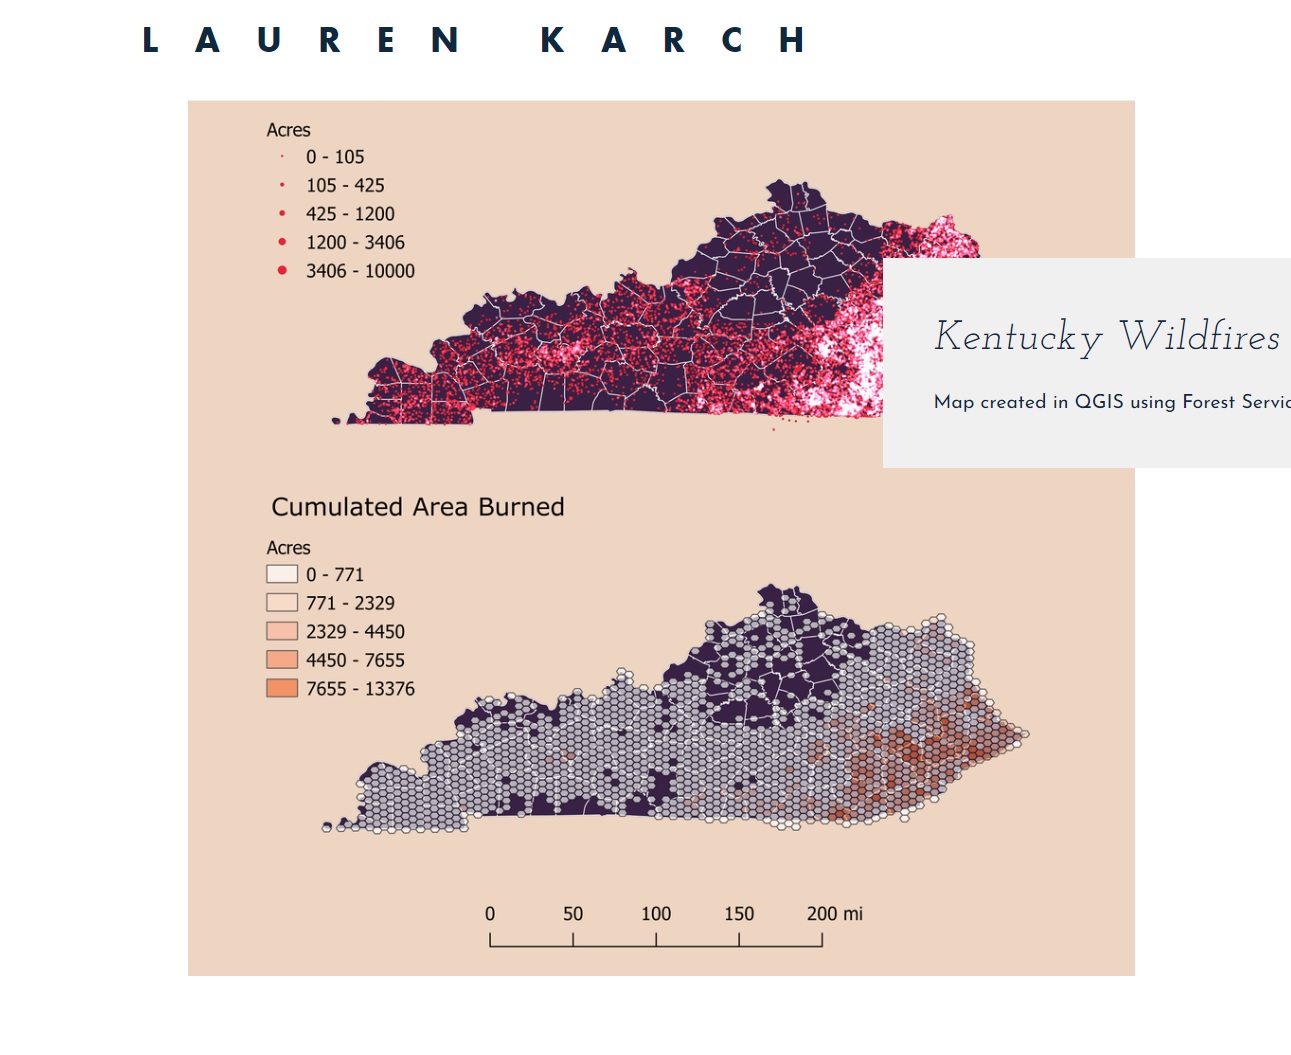 LAUREN KARCH
Acres
0 - 105
105 - 425
425 - 1200
1200 - 3406
3406 - 10000
Kentucky Wildfires
Map created in QGIS using Forest
Cumulated Area Burned
Acres
0 - 771
771 - 2329
2329 - 4450
4450 - 7655
7655 - 13376
0 50 100 150 200 mi